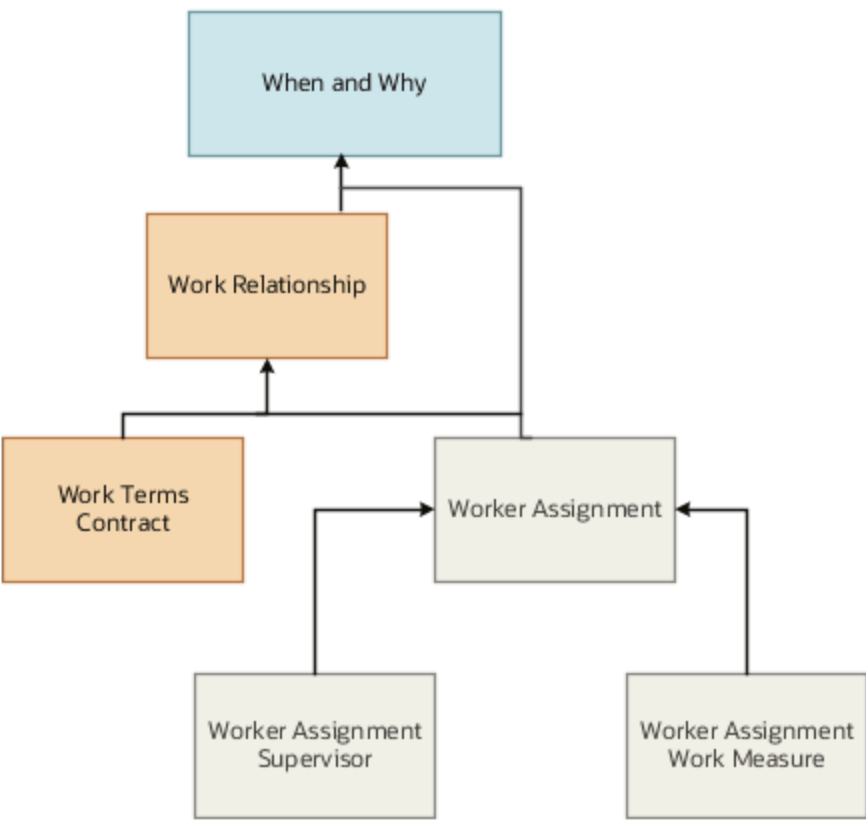 When and Why
Work Relationship
Work Terms
Contract
Worker Assignment
Worker Assignment
Supervisor
Worker Assignment
Work Measure